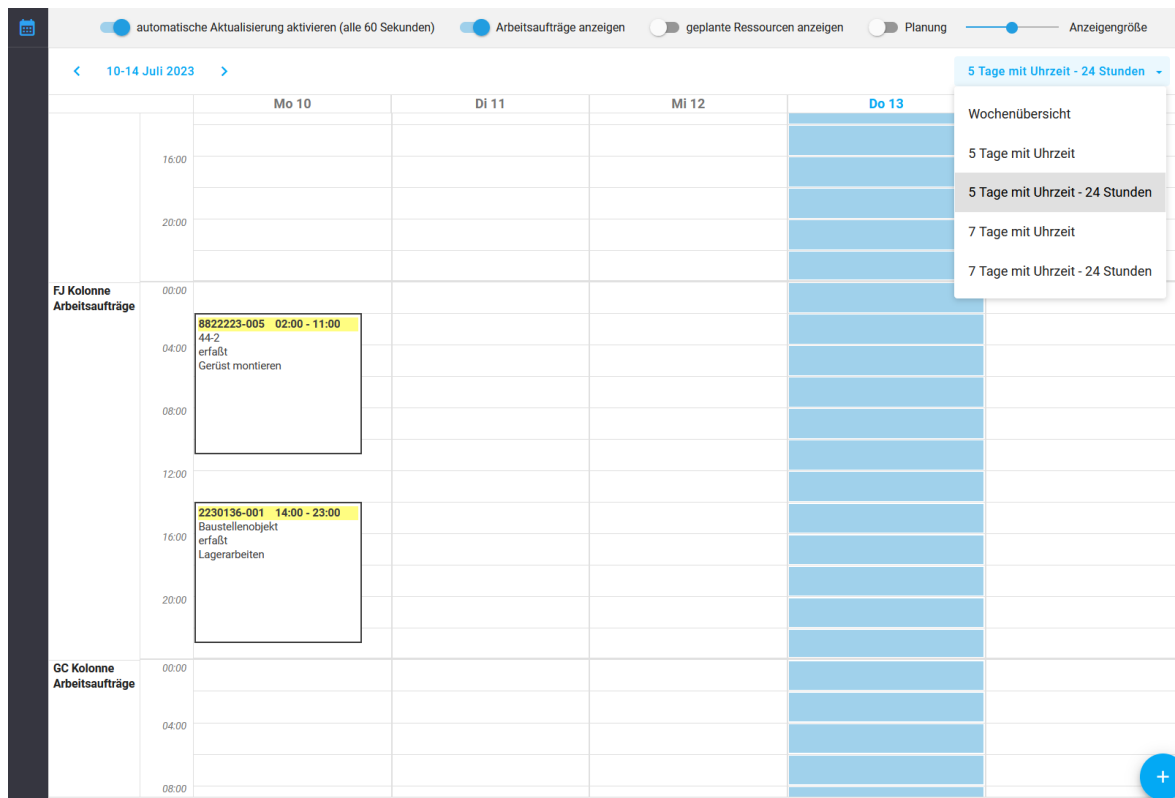 automatische Aktualisierung aktivieren (alle 60 Sekunden) Arbeitsaufträge anzeigen geplante Ressourcen anzeigen Planung Anzeigengröße
10-14 Juli 2023
5 Tage mit Uhrzeit - 24 Stunden
Mo 10 Di 11 Mi 12 Do 13
Wochenübersicht
5 Tage mit Uhrzeit
5 Tage mit Uhrzeit - 24 Stunden
7 Tage mit Uhrzeit
7 Tage mit Uhrzeit - 24 Stunden
16:00
20:00
FJ Kolonne
Arbeitsaufträge
00:00
8822223-005 02:00 - 11:00
44-2
erfaßt
Gerüst montieren
04:00
08:00
12:00
2230136-001 14:00 - 23:00
Baustellenobjekt
erfaßt
Lagerarbeiten
16:00
20:00
GC Kolonne
Arbeitsaufträge
00:00
04:00
08:00
+